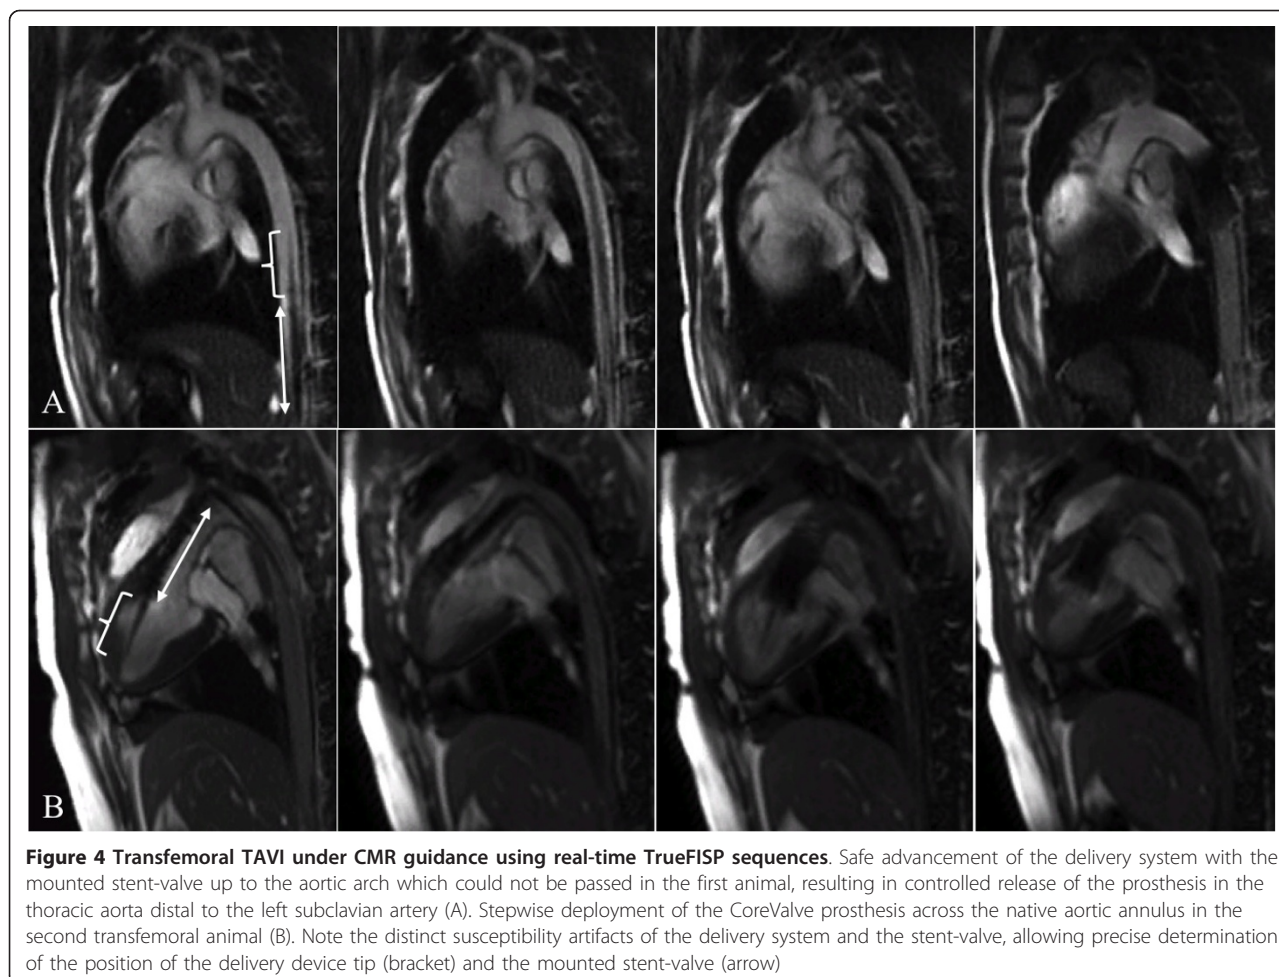 A
B
Figure 4 Transfemoral TAVI under CMR guidance using real-time TrueFISP sequences. Safe advancement of the delivery system with the
mounted stent-valve up to the aortic arch which could not be passed in the first animal, resulting in controlled release of the prosthesis in the
thoracic aorta distal to the left subclavian artery (A). Stepwise deployment of the CoreValve prosthesis across the native aortic annulus in the
second transfemoral animal (B). Note the distinct susceptibility artifacts of the delivery system and the stent-valve, allowing precise determination
of the position of the delivery device tip (bracket) and the mounted stent-valve (arrow)